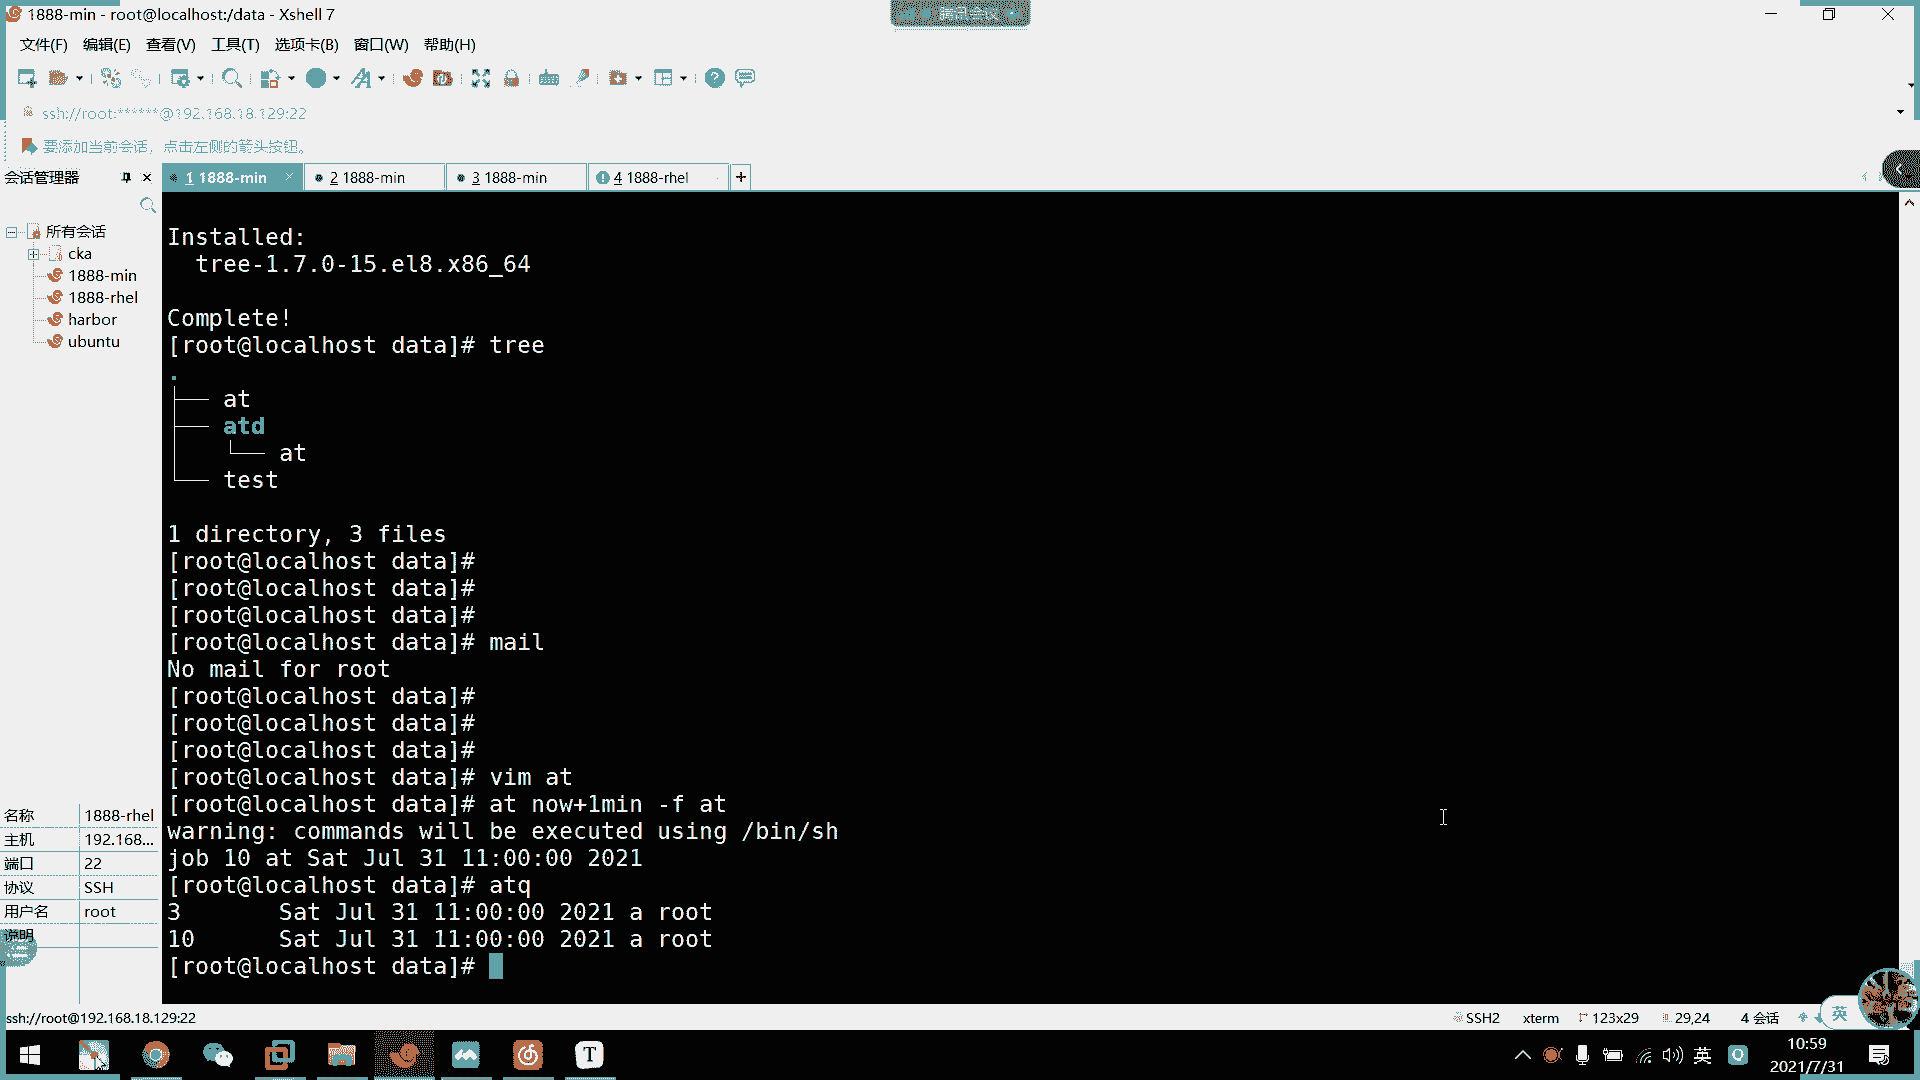 1888-min - root@localhost:/data - Xshell 7
腾讯会议
文件(F) 编辑(E) 查看(V) 工具(T) 选项卡(B) 窗口(W) 帮助(H)
ssh://root:******@192.168.18.129:22
要添加当前会话，点击左侧的箭头按钮。
会话管理器
1 1888-min
2 1888-min
3 1888-min
4 1888-rhel
所有会话
cka
1888-min
1888-rhel
harbor
ubuntu
Installed:
tree-1.7.0-15.el8.x86_64
Complete!
[root@localhost data]# tree
.
├── at
├── atd
│   └── at
└── test
1 directory, 3 files
[root@localhost data]#
[root@localhost data]#
[root@localhost data]#
[root@localhost data]# mail
No mail for root
[root@localhost data]#
[root@localhost data]#
[root@localhost data]#
[root@localhost data]# vim at
[root@localhost data]# at now+1min -f at
warning: commands will be executed using /bin/sh
job 10 at Sat Jul 31 11:00:00 2021
[root@localhost data]# atq
3 Sat Jul 31 11:00:00 2021 a root
10 Sat Jul 31 11:00:00 2021 a root
[root@localhost data]#
名称 1888-rhel
主机 192.168...
端口 22
协议 SSH
用户名 root
说明
ssh://root@192.168.18.129:22
SSH2 xterm 123x29 29,24 4 会话
英
T
英
10:59
2021/7/31